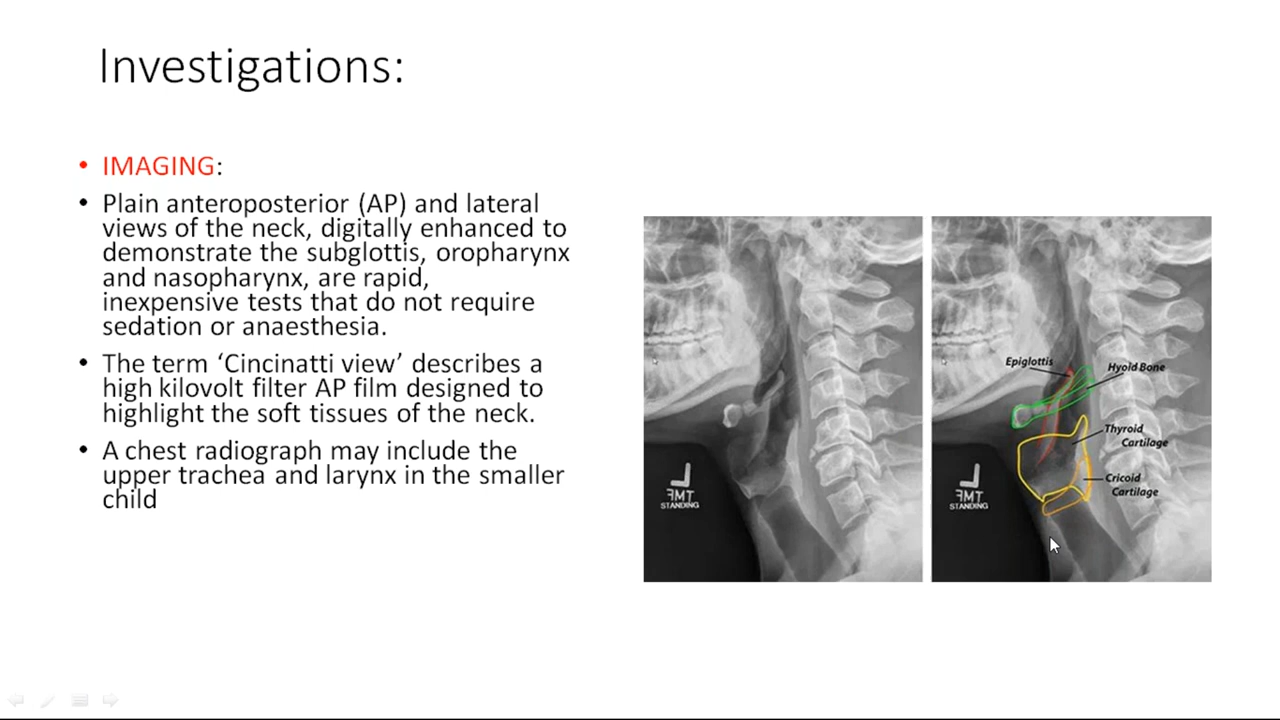 Investigations:
• IMAGING:
• Plain anteroposterior (AP) and lateral
views of the neck, digitally enhanced to
demonstrate the subglottis, oropharynx
and nasopharynx, are rapid,
inexpensive tests that do not require
sedation or anaesthesia.
• The term ‘Cincinatti view’ describes a
high kilovolt filter AP film designed to
highlight the soft tissues of the neck.
• A chest radiograph may include the
upper trachea and larynx in the smaller
child
L
FMT
STANDING
Epiglottis
Hyoid Bone
Thyroid
Cartilage
Cricoid
Cartilage
L
FMT
STANDING